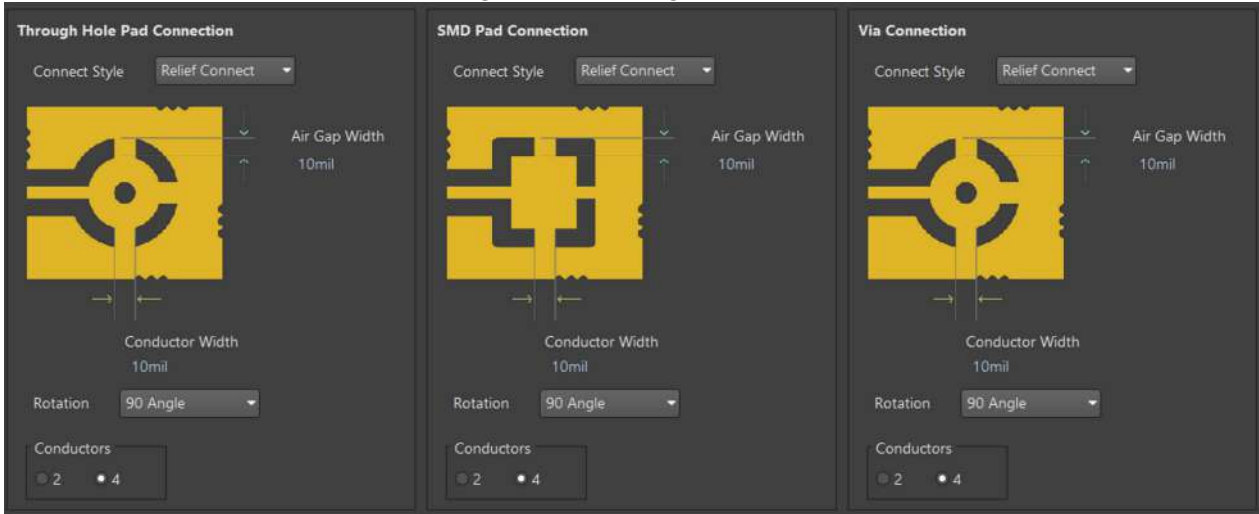 Through Hole Pad Connection
Connect Style Relief Connect
Air Gap Width
10mil
Conductor Width
10mil
Rotation 90 Angle
Conductors
2 4
SMD Pad Connection
Connect Style Relief Connect
Air Gap Width
10mil
Conductor Width
10mil
Rotation 90 Angle
Conductors
2 4
Via Connection
Connect Style Relief Connect
Air Gap Width
10mil
Conductor Width
10mil
Rotation 90 Angle
Conductors
2 4